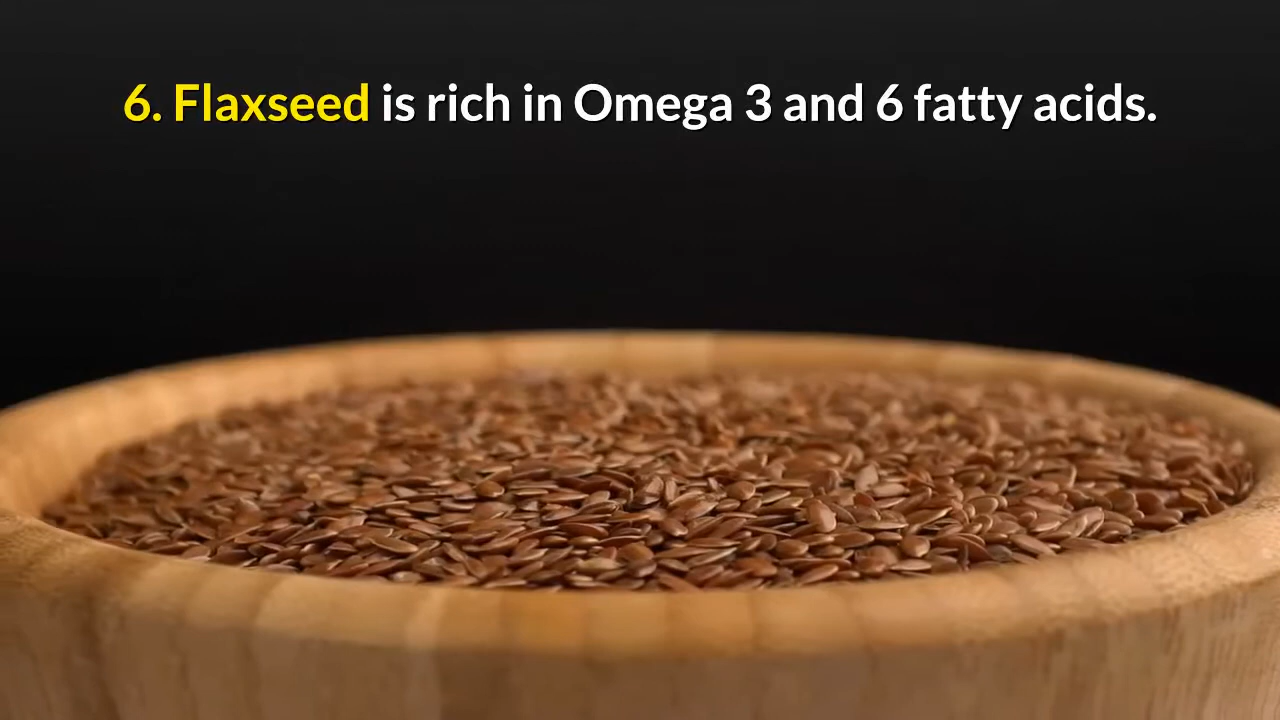 6. Flaxseed is rich in Omega 3 and 6 fatty acids.